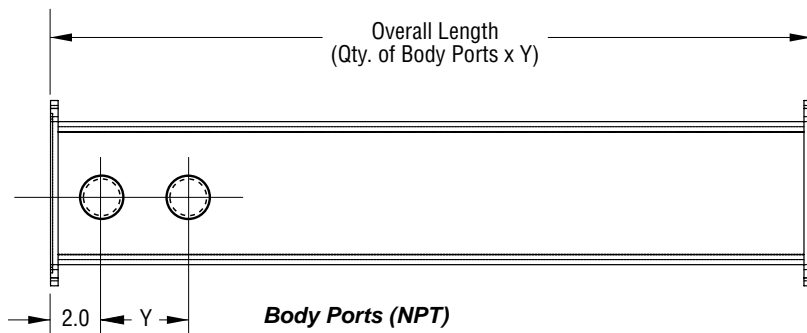 Overall Length
(Qty. of Body Ports x Y)
2.0
Y
Body Ports (NPT)